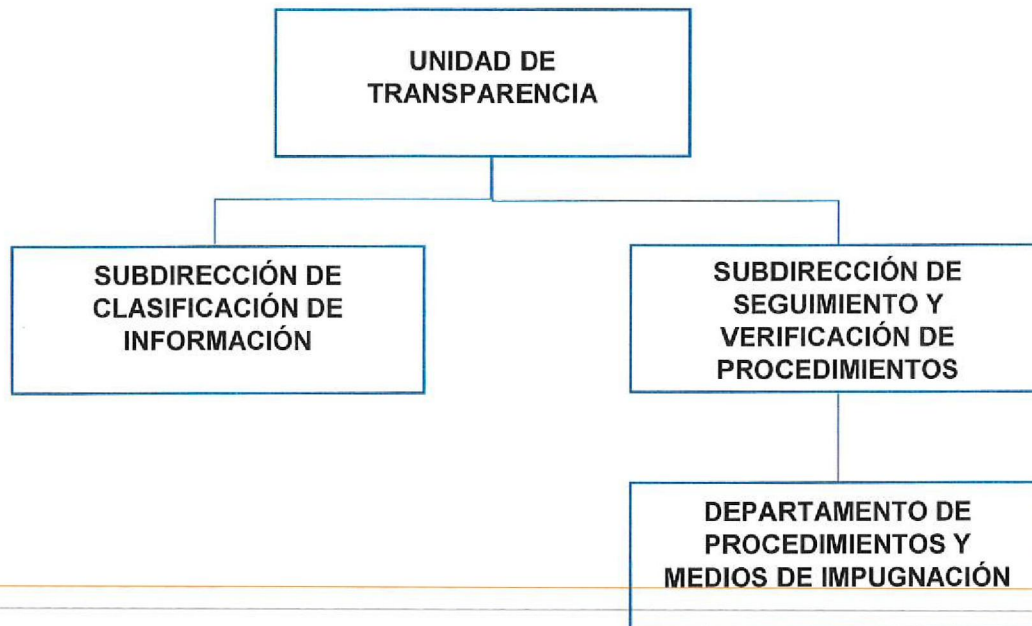 UNIDAD DE
TRANSPARENCIA
SUBDIRECCIÓN DE
CLASIFICACIÓN DE
INFORMACIÓN
SUBDIRECCIÓN DE
SEGUIMIENTO Y
VERIFICACIÓN DE
PROCEDIMIENTOS
DEPARTAMENTO DE
PROCEDIMIENTOS Y
MEDIOS DE IMPUGNACIÓN